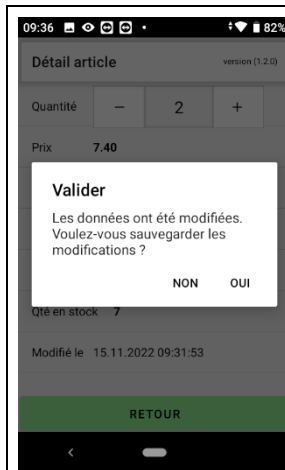 09:36 82%
Détail article version (1.2.0)
Quantité − 2 +
Prix 7.40
Valider
Les données ont été modifiées.
Voulez-vous sauvegarder les
modifications ?
NON OUI
Qté en stock 7
Modifié le 15.11.2022 09:31:53
RETOUR